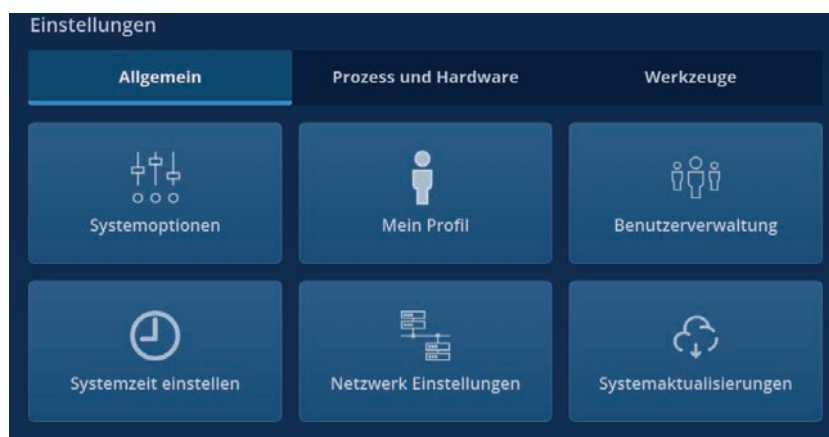 Einstellungen
Allgemein
Prozess und Hardware
Werkzeuge
Systemoptionen
Mein Profil
Benutzerverwaltung
Systemzeit einstellen
Netzwerk Einstellungen
Systemaktualisierungen